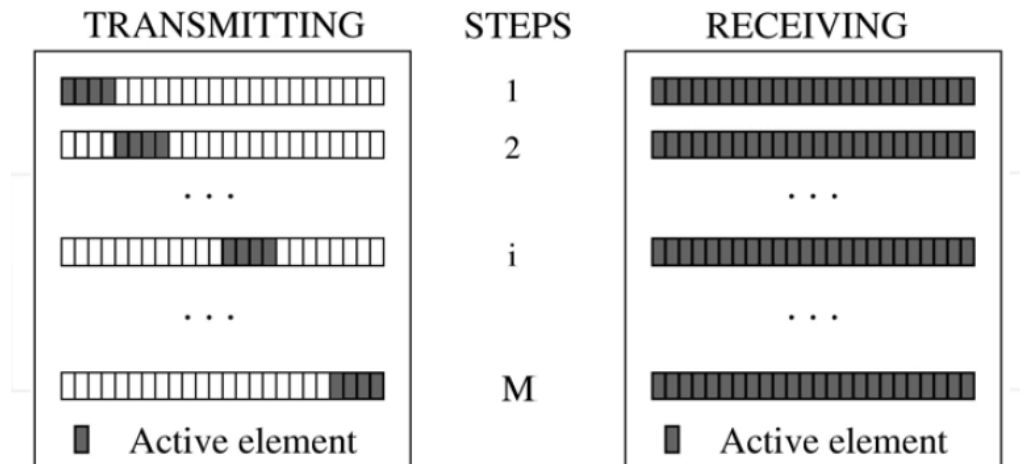 TRANSMITTING STEPS RECEIVING
1
2
. . . . . .
i
. . . . . .
M
Active element Active element